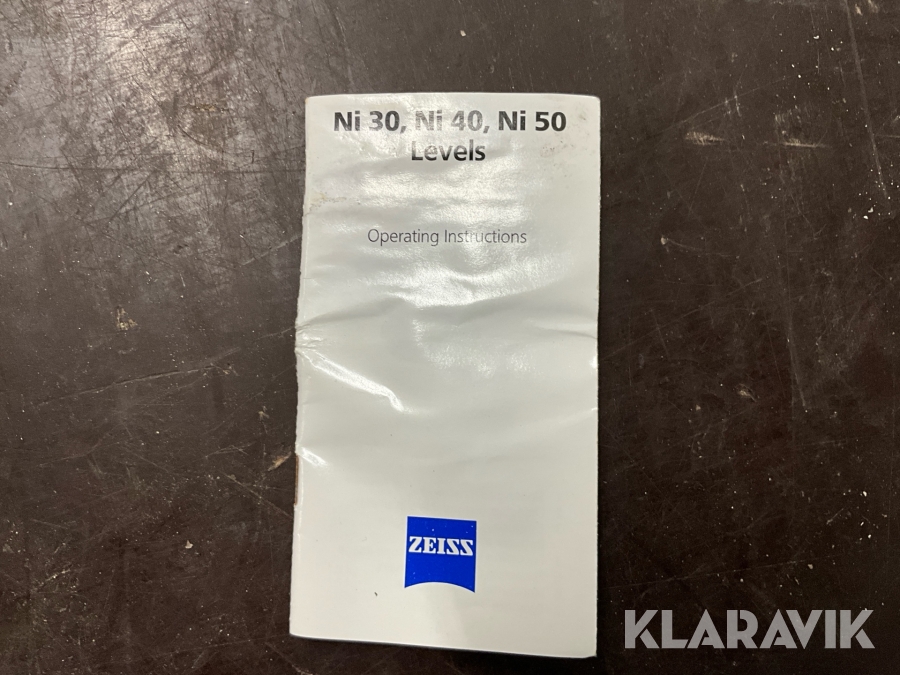 Ni 30, Ni 40, Ni 50
Levels
Operating Instructions
ZEISS
KLARAVIK